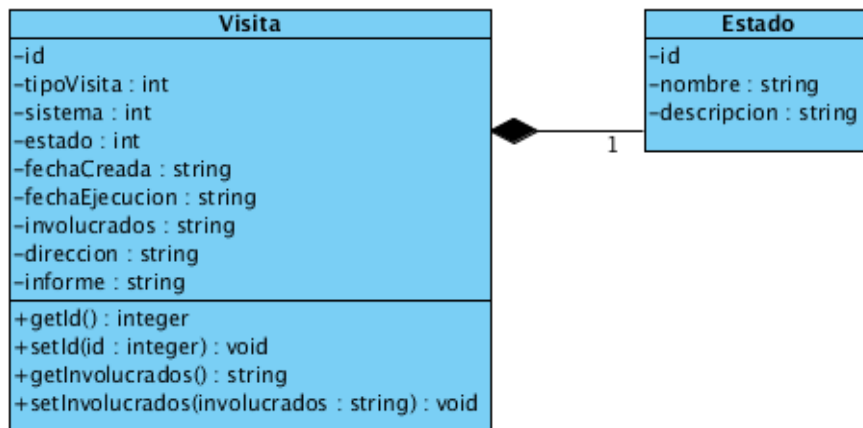 Visita
-id
-tipoVisita : int
-sistema : int
-estado : int
-fechaCreada : string
-fechaEjecucion : string
-involucrados : string
-direccion : string
-informe : string
+getId() : integer
+setId(id : integer) : void
+getInvolucrados() : string
+setInvolucrados(involucrados : string) : void
1
Estado
-id
-nombre : string
-descripcion : string